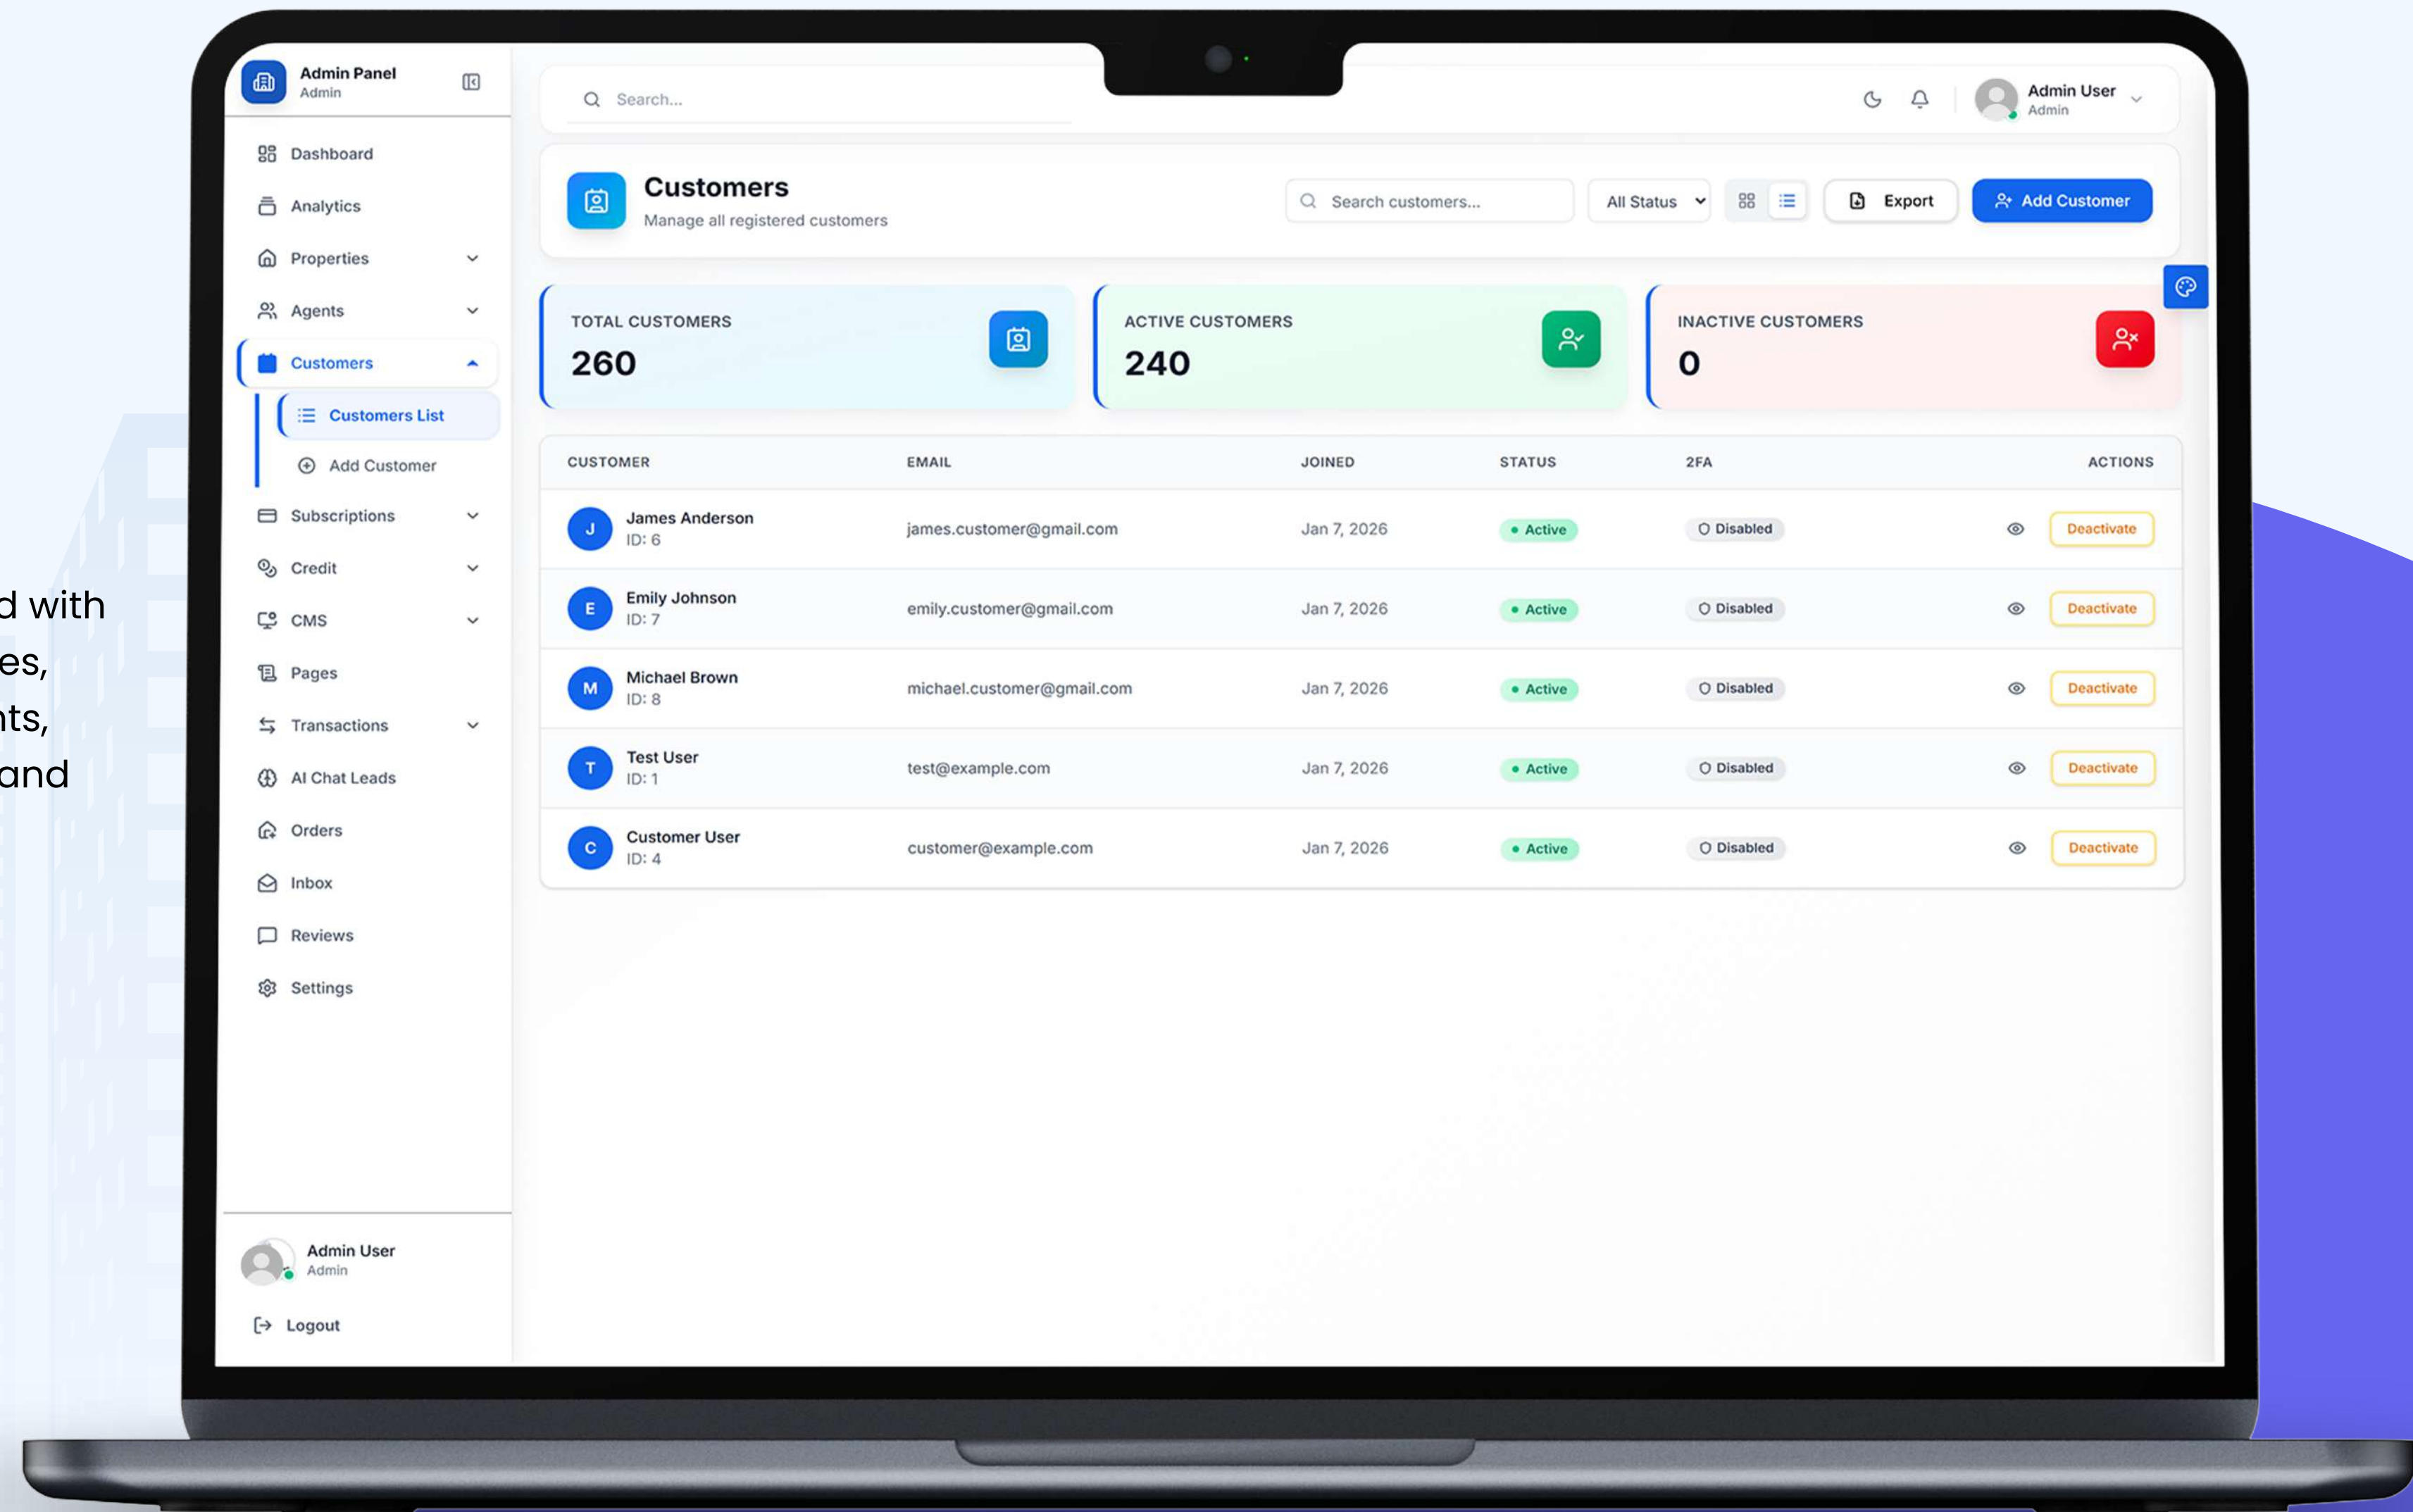 d with
es,
nts,
and
Admin Panel
Admin
Dashboard
Analytics
Properties
Agents
Customers
Customers List
Add Customer
Subscriptions
Credit
CMS
Pages
Transactions
AI Chat Leads
Orders
Inbox
Reviews
Settings
Admin User
Admin
Logout
Search...
Admin User
Admin
Customers
Manage all registered customers
Search customers...
All Status
Export
Add Customer
TOTAL CUSTOMERS
260
ACTIVE CUSTOMERS
240
INACTIVE CUSTOMERS
0
CUSTOMER EMAIL JOINED STATUS 2FA ACTIONS
J James Anderson james.customer@gmail.com Jan 7, 2026 Active Disabled Deactivate
ID: 6
E Emily Johnson emily.customer@gmail.com Jan 7, 2026 Active Disabled Deactivate
ID: 7
M Michael Brown michael.customer@gmail.com Jan 7, 2026 Active Disabled Deactivate
ID: 8
T Test User test@example.com Jan 7, 2026 Active Disabled Deactivate
ID: 1
C Customer User customer@example.com Jan 7, 2026 Active Disabled Deactivate
ID: 4